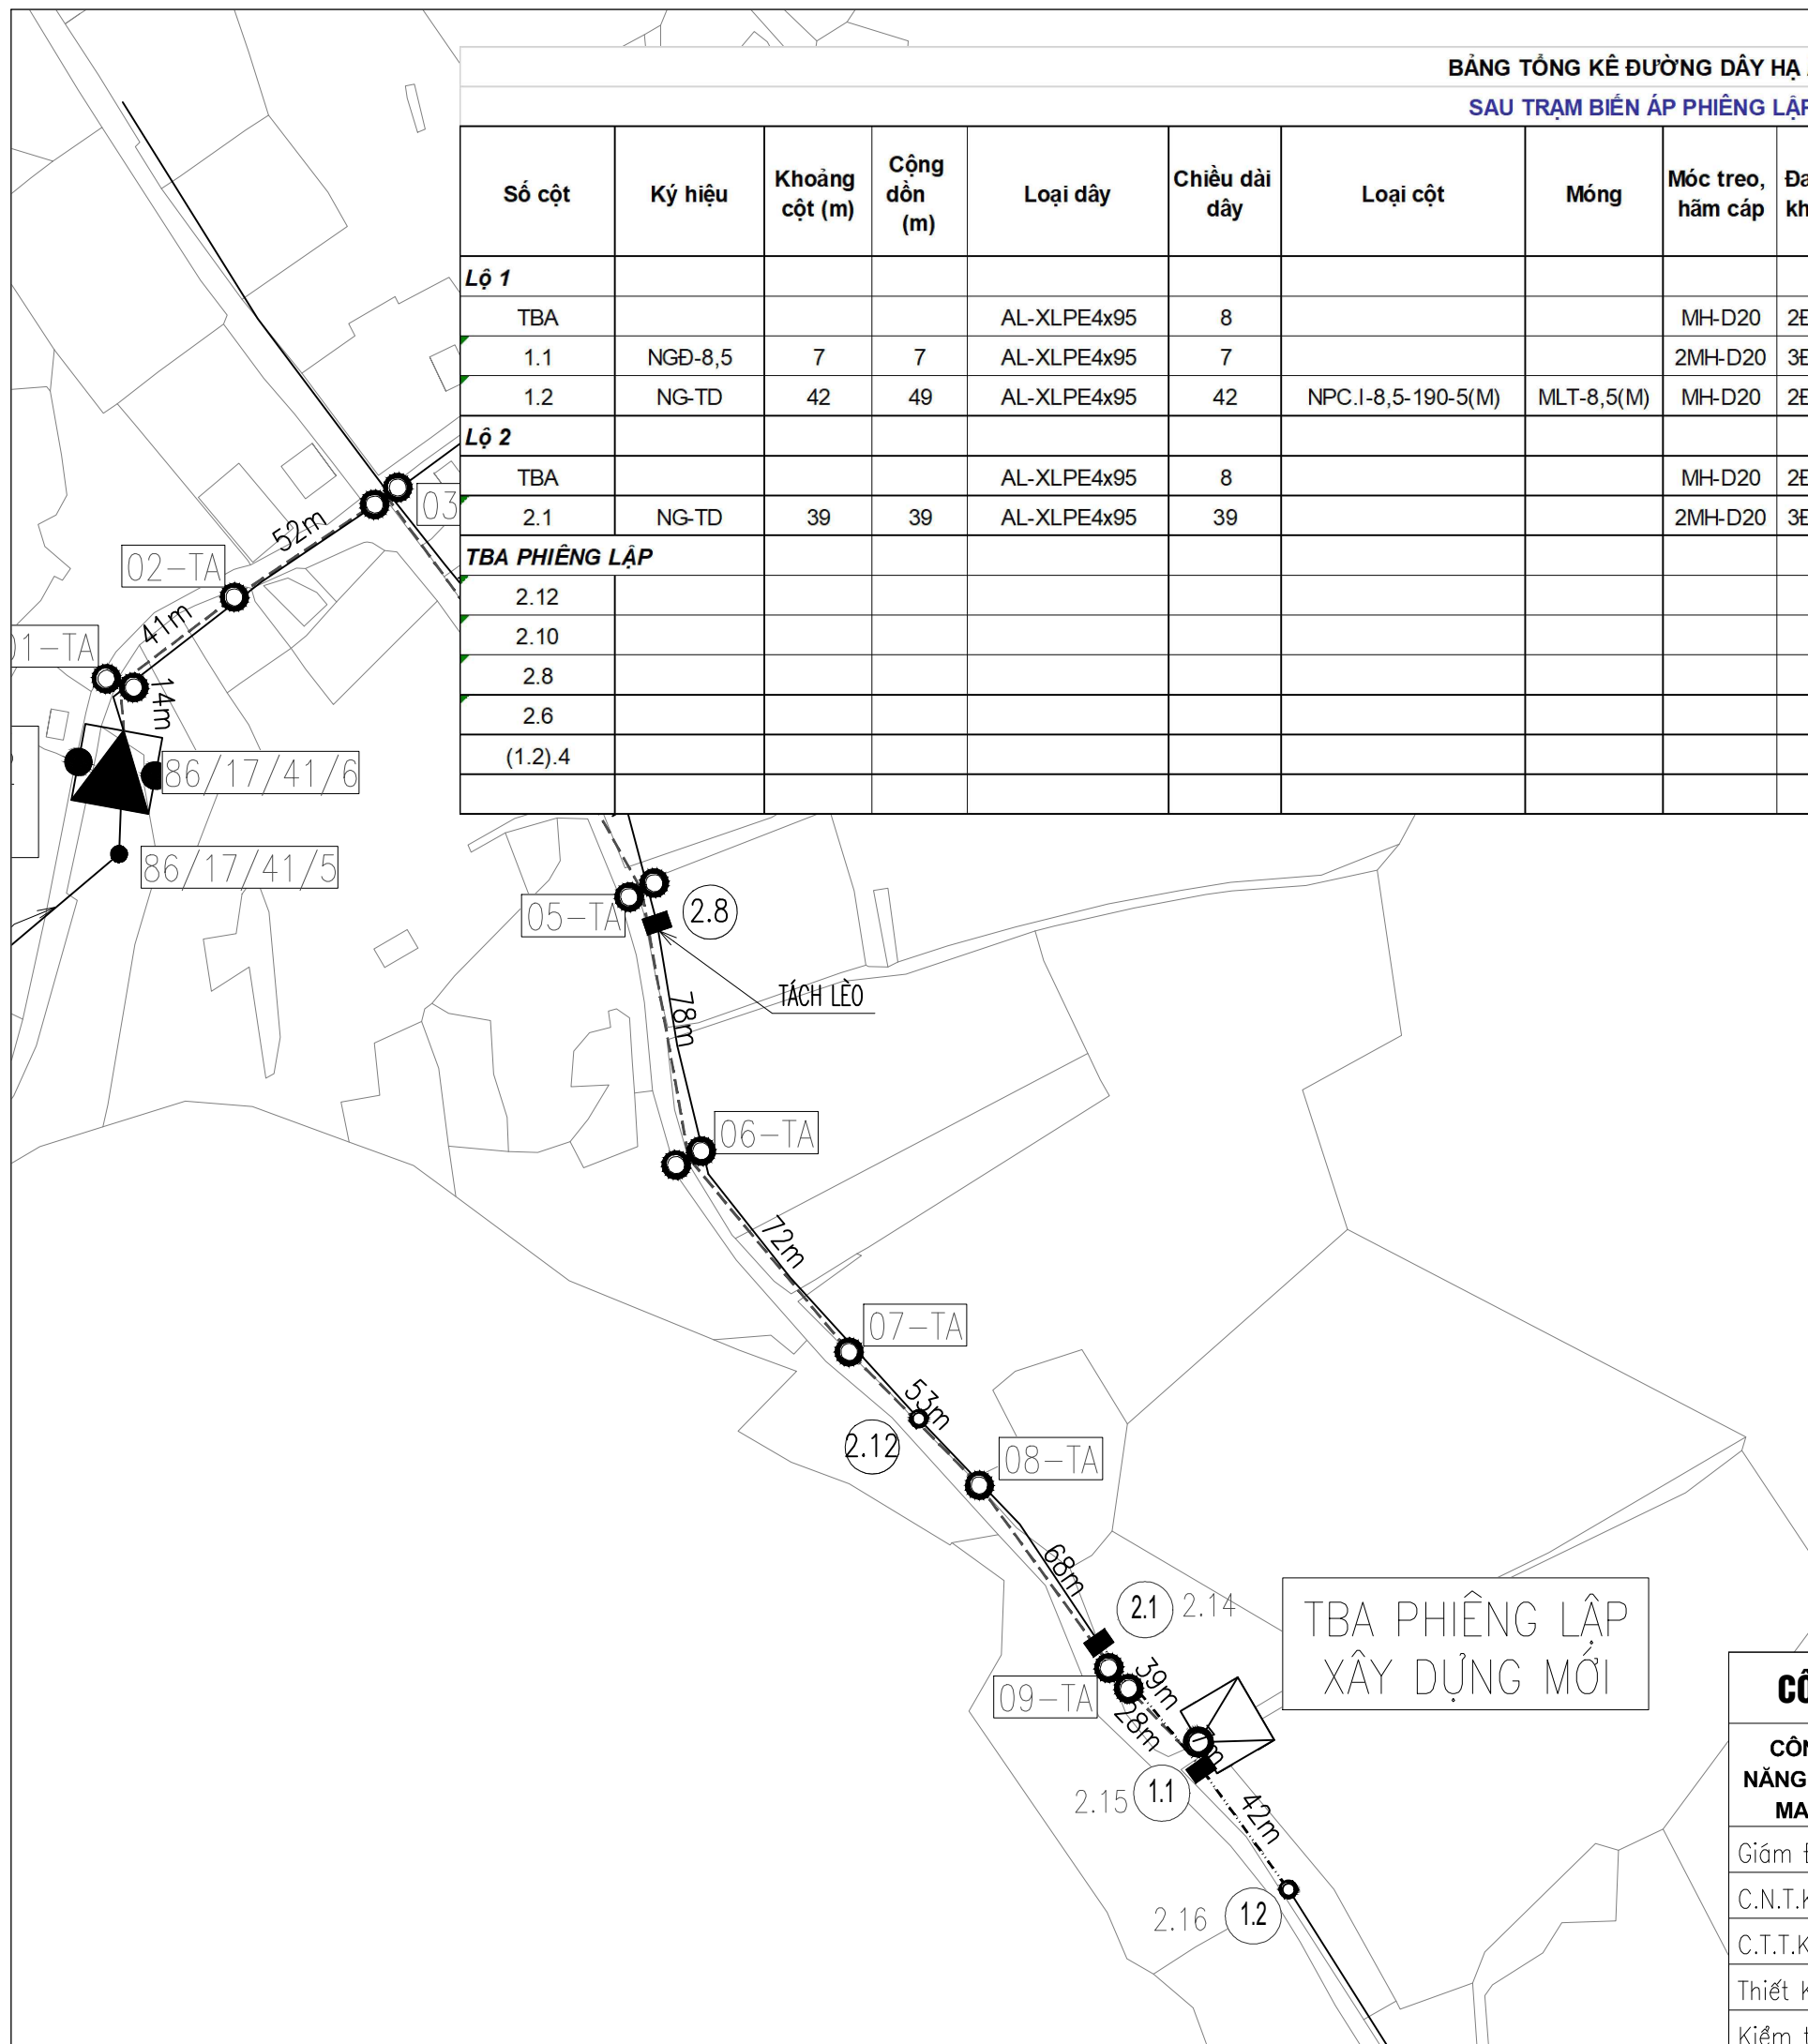 BẢNG TỔNG KÊ ĐƯỜNG DÂY HẠ
SAU TRẠM BIẾN ÁP PHIÊNG LẬP
Số cột Ký hiệu Khoảng cột (m) Cộng dồn (m) Loại dây Chiều dài dây Loại cột Móng Móc treo, hãm cáp
Lộ 1
TBA AL-XLPE4x95 8 MH-D20
1.1 NGĐ-8,5 7 7 AL-XLPE4x95 7 2MH-D20
1.2 NG-TD 42 49 AL-XLPE4x95 42 NPC.I-8,5-190-5(M) MLT-8,5(M) MH-D20
Lộ 2
TBA AL-XLPE4x95 8 MH-D20
2.1 NG-TD 39 39 AL-XLPE4x95 39 2MH-D20
TBA PHIÊNG LẬP
2.12
2.10
2.8
2.6
(1.2).4
03
52m
02-TA
41m
1-TA
14m
86/17/41/6
86/17/41/5
05-TA
2.8
TÁCH LÈO
78m
06-TA
72m
07-TA
53m
2.12
08-TA
68m
2.1 2.14
TBA PHIÊNG LẬP
XÂY DỰNG MỚI
39m
09-TA
28m
2.15 1.1
42m
2.16 1.2
NĂNG
Giám
C.N.T.K
C.T.T.K
Thiết K
Kiểm t